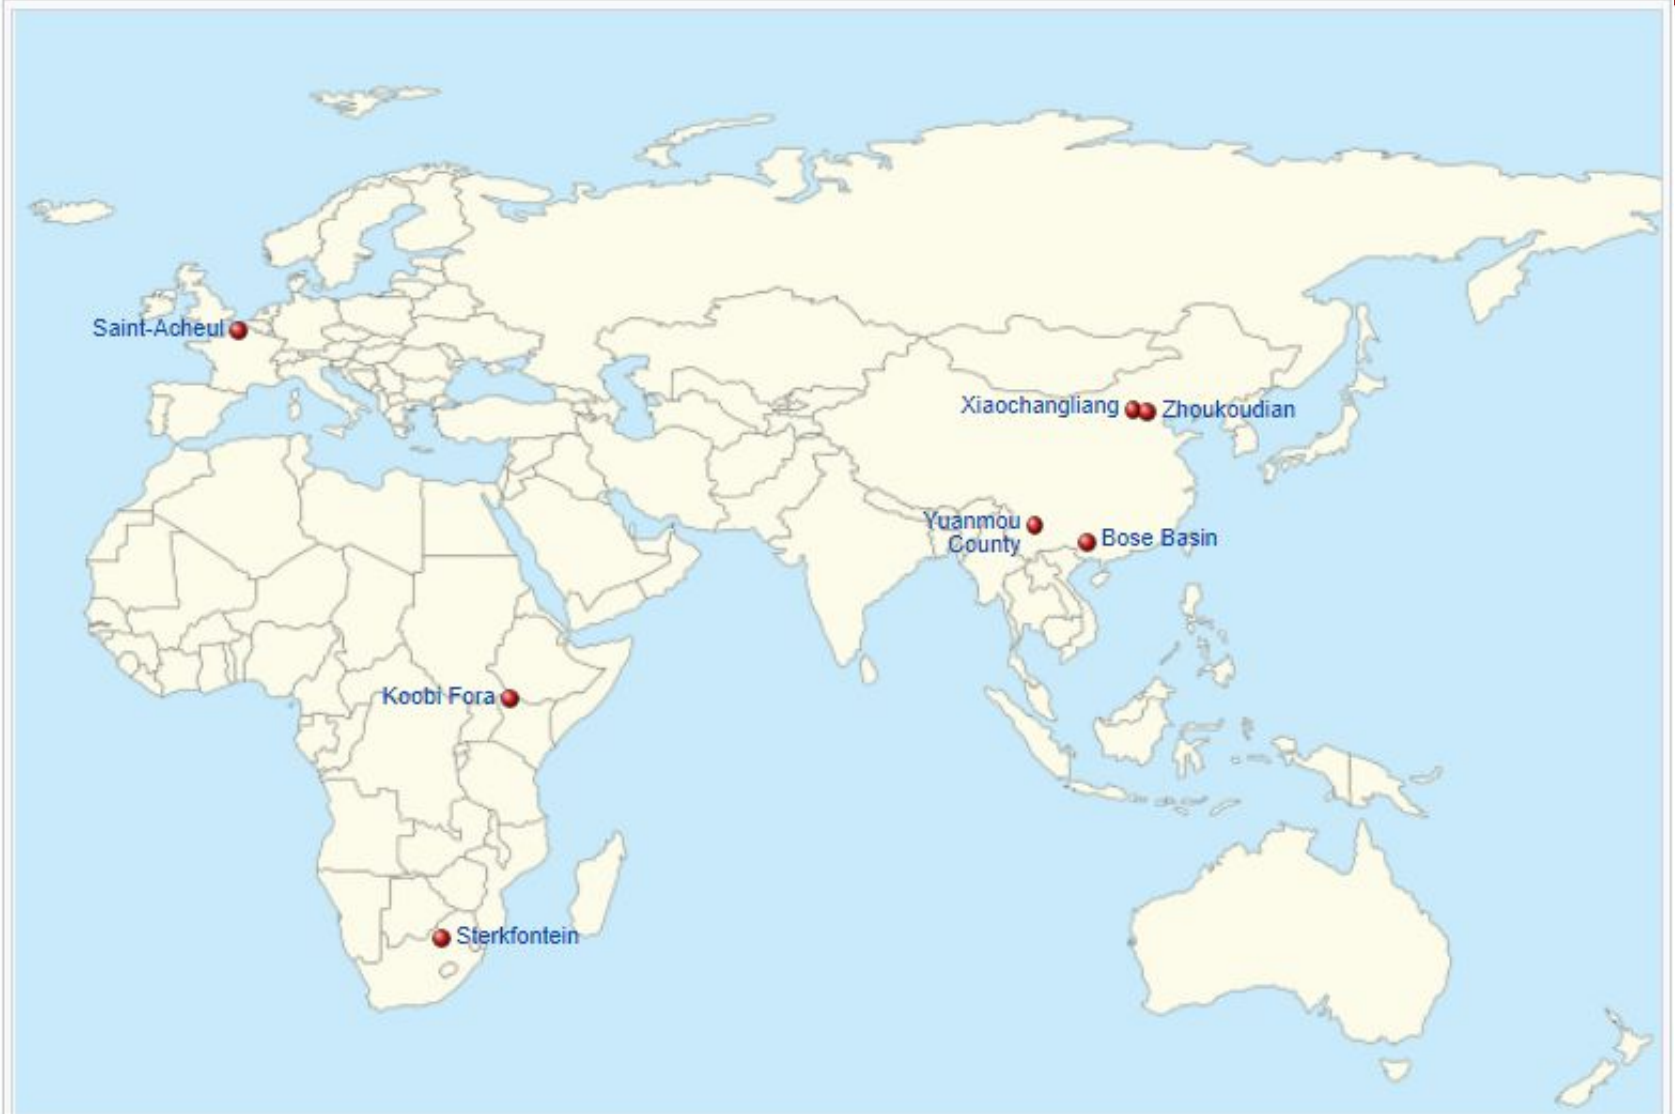 Saint-Acheul
Xiaochangliang
Zhoukoudian
Yuanmou
County
Bose Basin
Koobi Fora
Sterkfontein